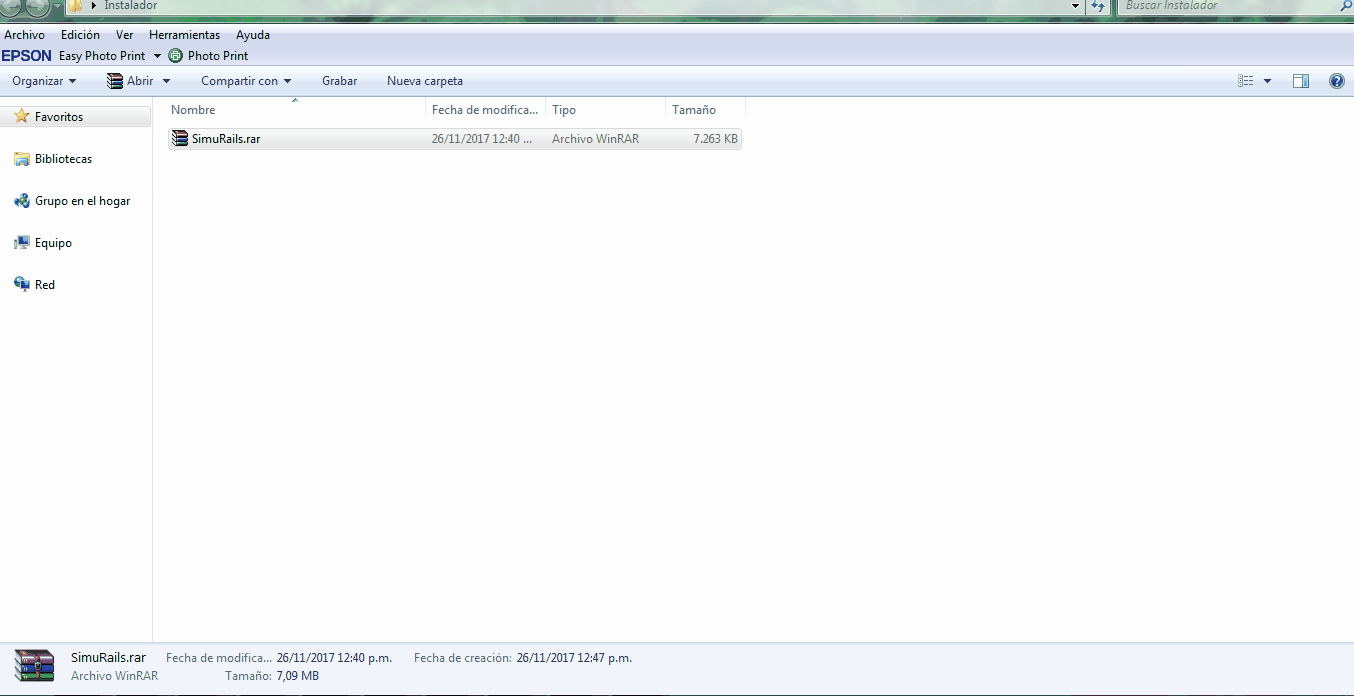 Instalador
Buscar Instalador
Archivo Edición Ver Herramientas Ayuda
EPSON Easy Photo Print Photo Print
Organizar Abrir Compartir con Grabar Nueva carpeta
Nombre Fecha de modifica... Tipo Tamaño
SimuRails.rar 26/11/2017 12:40 ... Archivo WinRAR 7.263 KB
Favoritos
Bibliotecas
Grupo en el hogar
Equipo
Red
SimuRails.rar Fecha de modifica... 26/11/2017 12:40 p.m. Fecha de creación: 26/11/2017 12:47 p.m.
Archivo WinRAR Tamaño: 7,09 MB